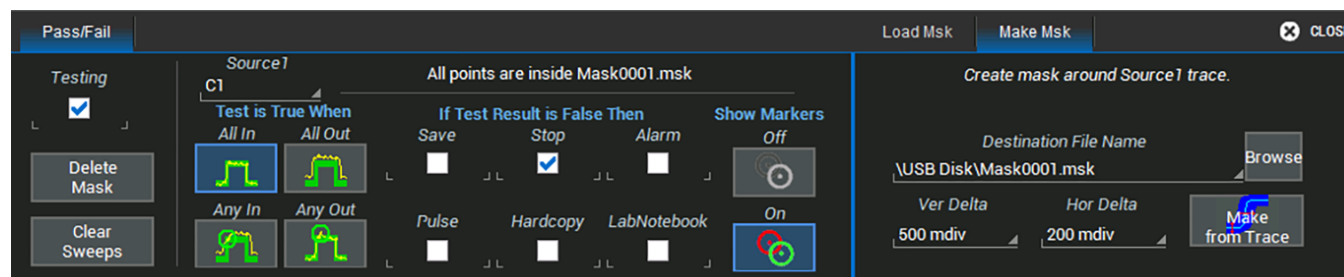 Pass/Fail
Load Msk
Make Msk
CLOS
Testing
Delete
Mask
Clear
Sweeps
Source1
C1
All points are inside Mask0001.msk
Test is True When
All In
All Out
Any In
Any Out
If Test Result is False Then
Save
Stop
Alarm
Pulse
Hardcopy
LabNotebook
Show Markers
Off
On
Create mask around Source1 trace.
Destination File Name
\USB Disk\Mask0001.msk
Browse
Ver Delta
Hor Delta
500 mdiv
200 mdiv
Make
from Trace